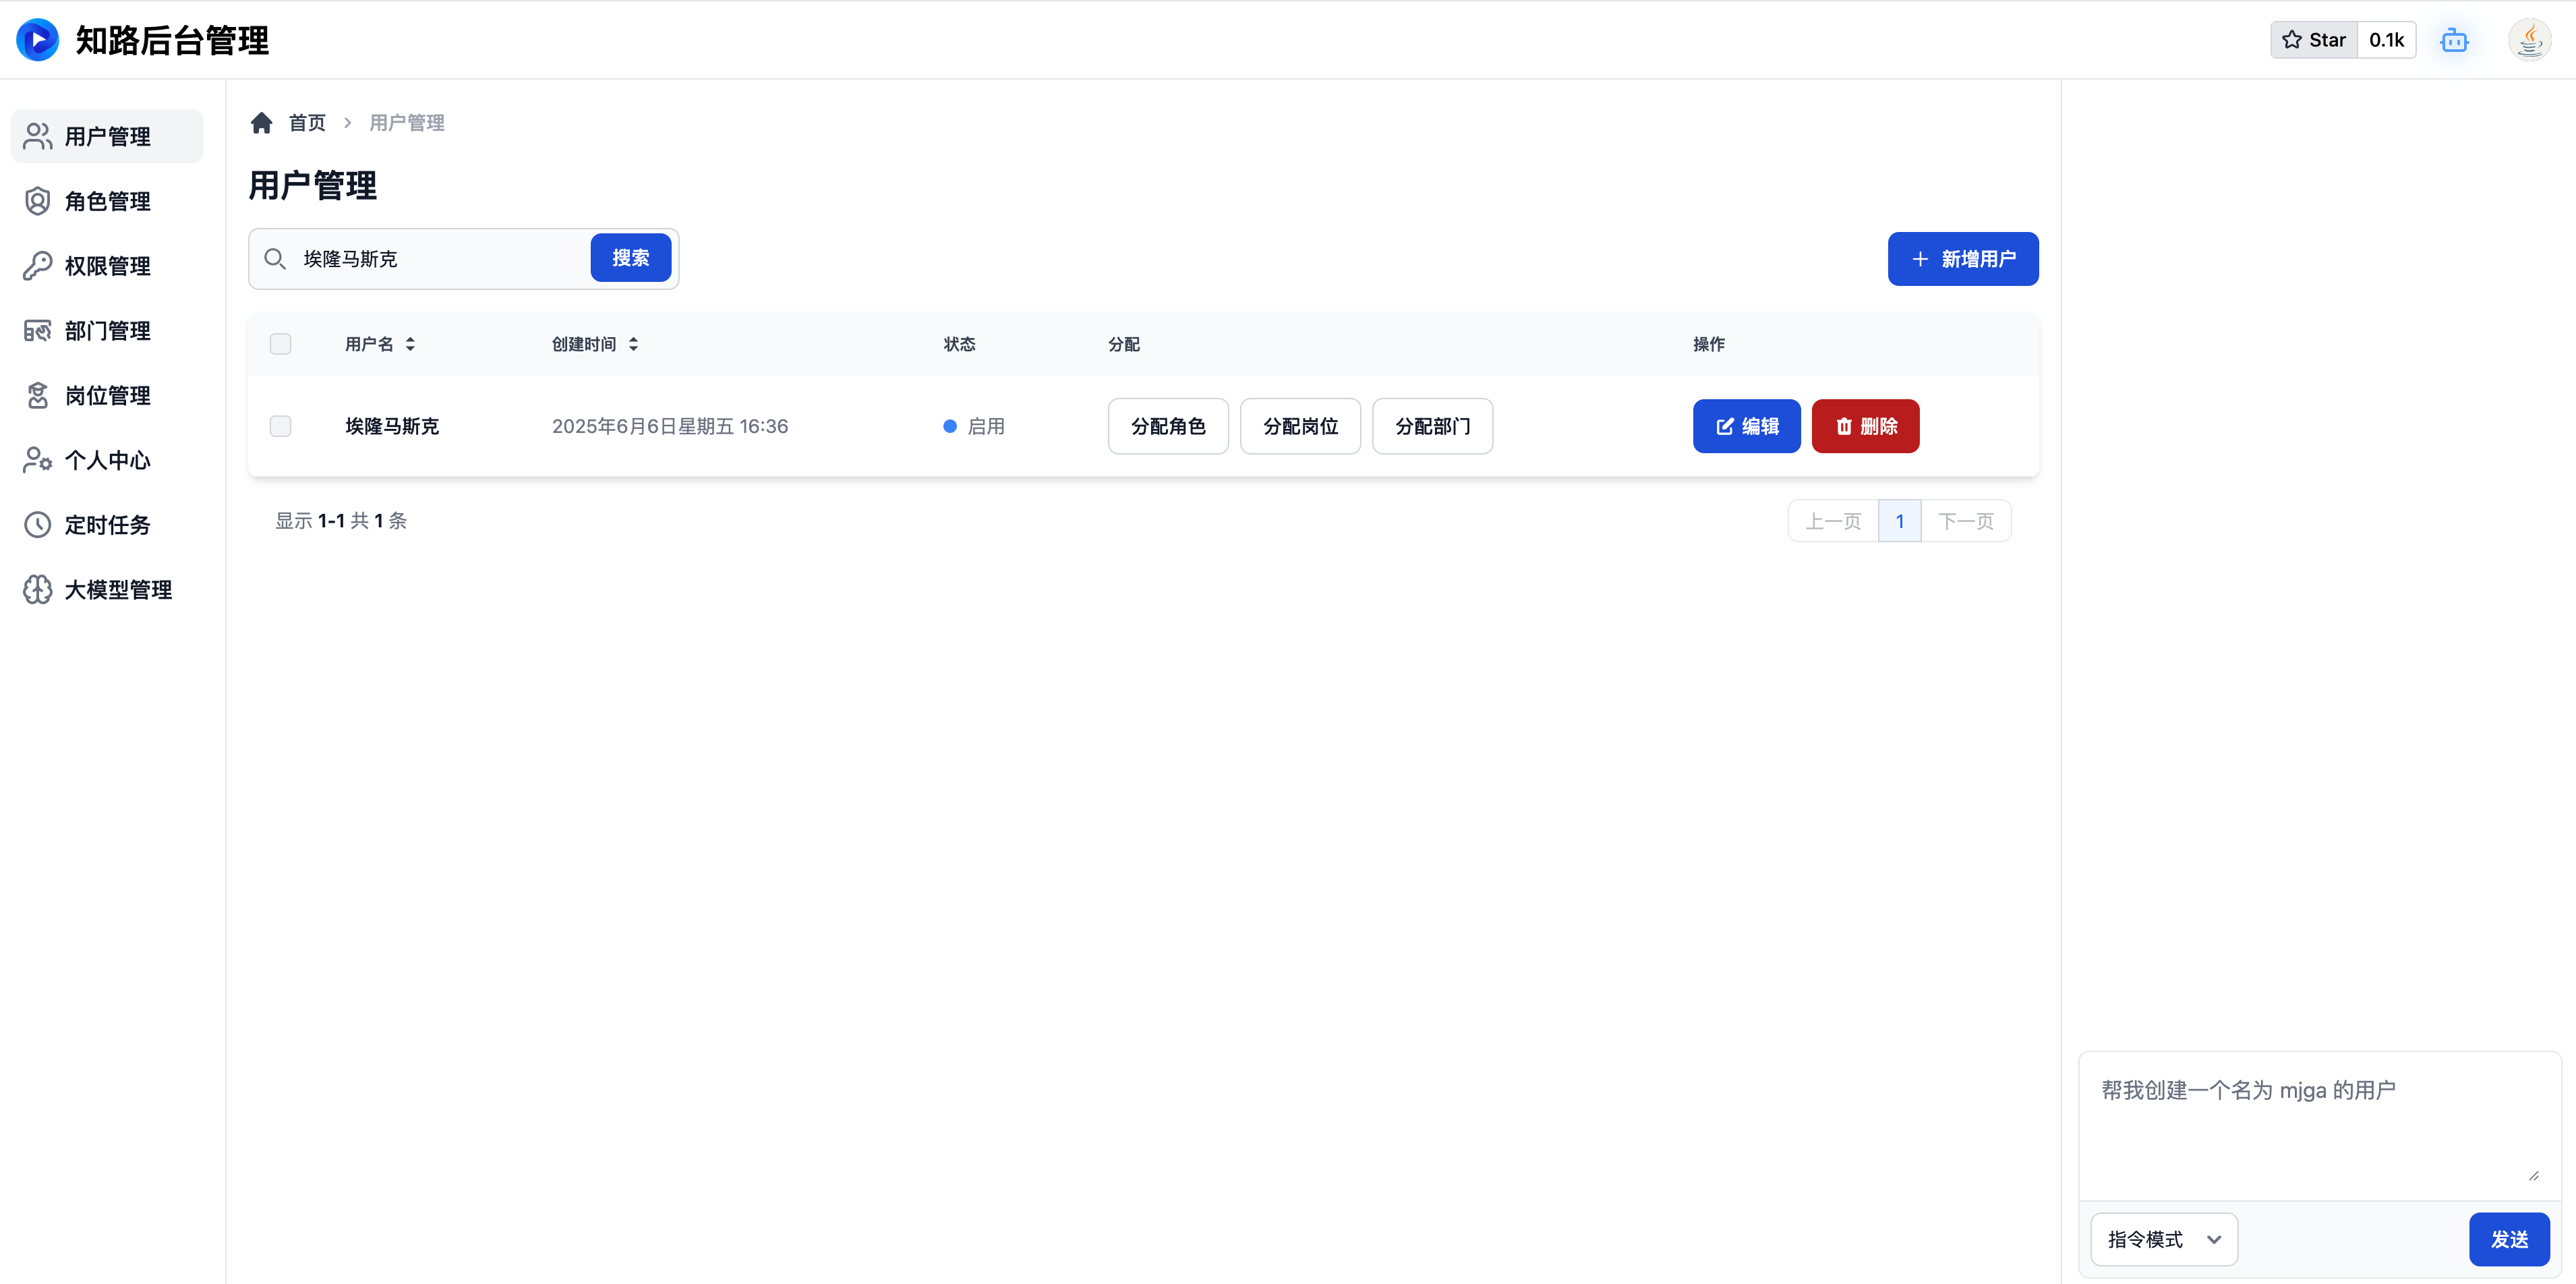 知路后台管理
Star 0.1k
用户管理
角色管理
权限管理
部门管理
岗位管理
个人中心
定时任务
大模型管理
首页 用户管理
用户管理
埃隆马斯克 搜索
新增用户
用户名 创建时间 状态 分配 操作
埃隆马斯克 2025年6月6日星期五 16:36 启用 分配角色 分配岗位 分配部门 编辑 删除
显示 1-1 共 1 条
上一页 1 下一页
帮我创建一个名为 mjga 的用户
指令模式 发送